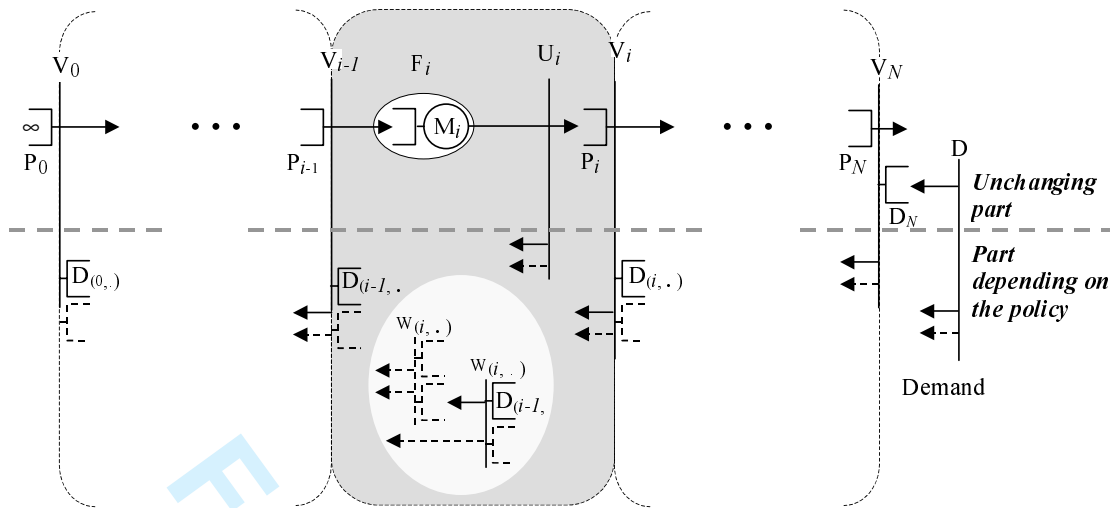 V0
Vi-1
Fi
Ui
Vi
VN
∞
P0
• • •
Pi-1
Mi
Pi
• • •
PN
D
DN
Unchanging
part
D(0,.)
D(i-1, .
D(i, .)
Part
depending on
the policy
W(i, .)
W(i, . )
D(i-1,
Demand
F